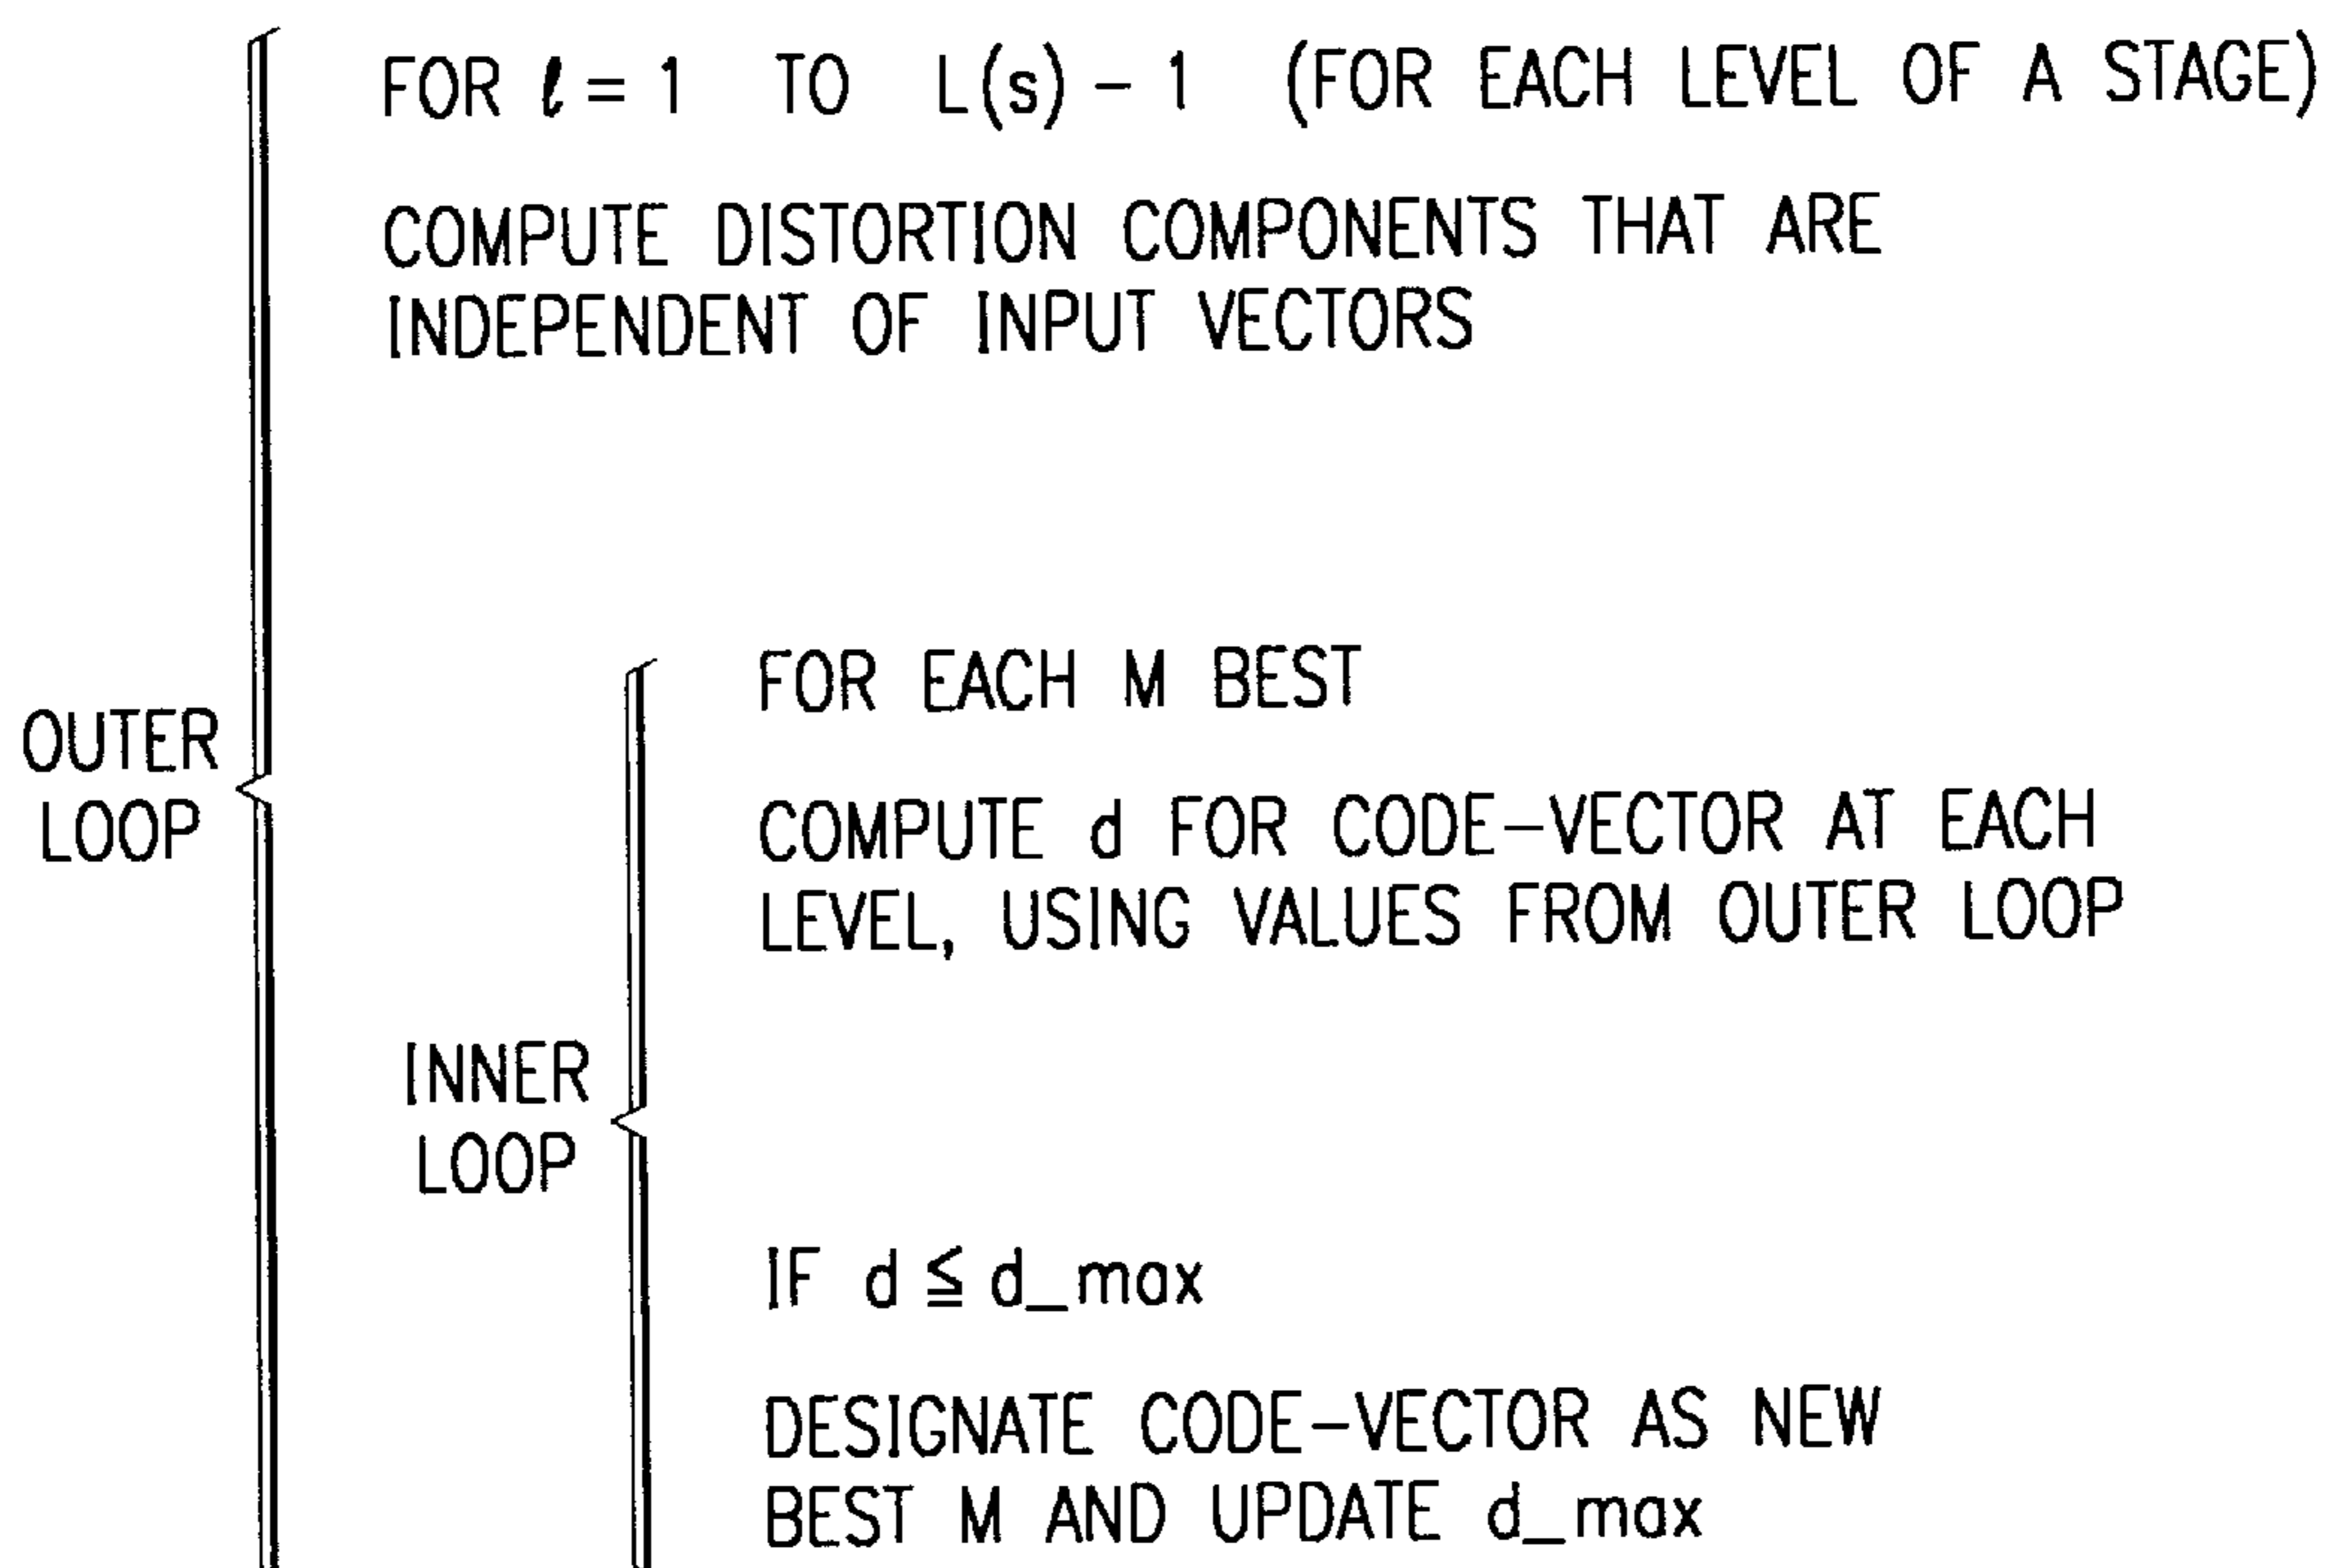 FOR ℓ = 1 TO L(s) - 1 (FOR EACH LEVEL OF A STAGE)
COMPUTE DISTORTION COMPONENTS THAT ARE
INDEPENDENT OF INPUT VECTORS
OUTER
LOOP
FOR EACH M BEST
COMPUTE d FOR CODE-VECTOR AT EACH
LEVEL, USING VALUES FROM OUTER LOOP
INNER
LOOP
IF d ≦ d_max
DESIGNATE CODE-VECTOR AS NEW
BEST M AND UPDATE d_max